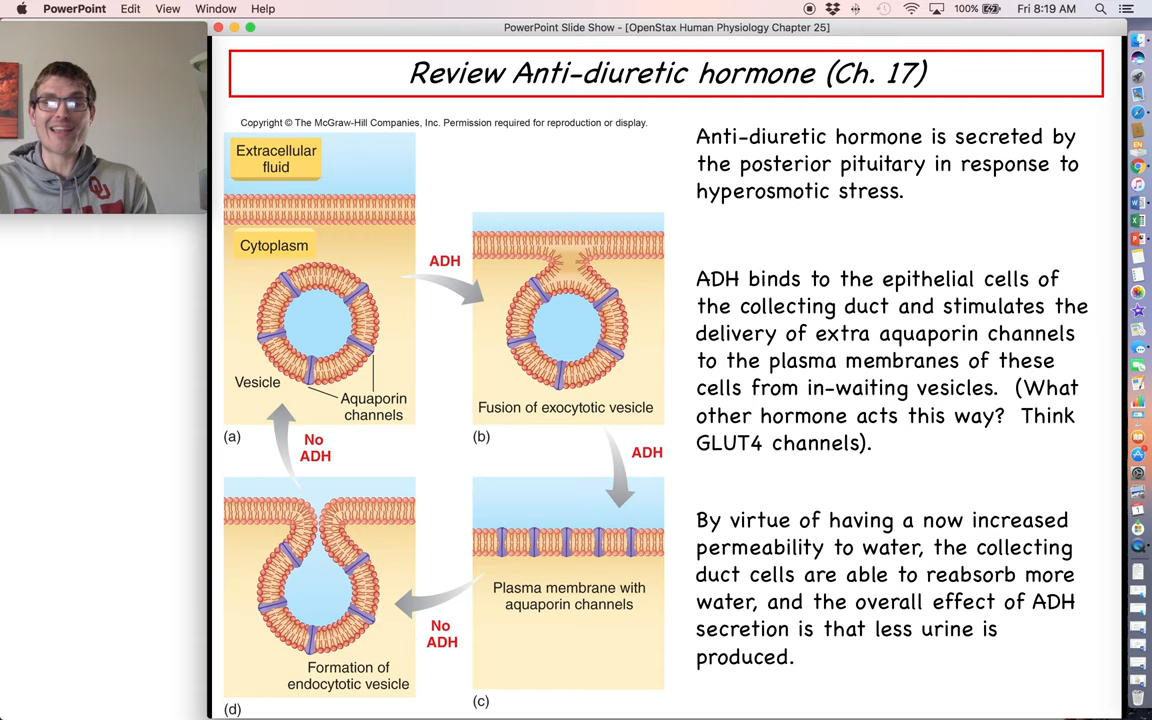 PowerPoint Edit View Window Help
100% Fri 8:19 AM
PowerPoint Slide Show - [OpenStax Human Physiology Chapter 25]
Review Anti-diuretic hormone (Ch. 17)
Copyright © The McGraw-Hill Companies, Inc. Permission required for reproduction or display.
Extracellular
fluid
Cytoplasm
Vesicle
Aquaporin
channels
(a)
ADH
Fusion of exocytotic vesicle
(b)
ADH
Plasma membrane with
aquaporin channels
(c)
No
ADH
Formation of
endocytotic vesicle
(d)
No
ADH
Anti-diuretic hormone is secreted by
the posterior pituitary in response to
hyperosmotic stress.
ADH binds to the epithelial cells of
the collecting duct and stimulates the
delivery of extra aquaporin channels
to the plasma membranes of these
cells from in-waiting vesicles. (What
other hormone acts this way? Think
GLUT4 channels).
By virtue of having a now increased
permeability to water, the collecting
duct cells are able to reabsorb more
water, and the overall effect of ADH
secretion is that less urine is
produced.